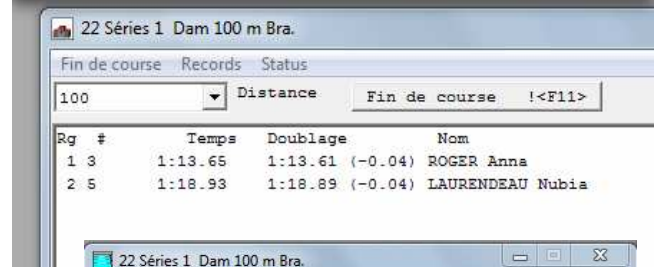 22 Séries 1 Dam 100 m Bra.
Fin de course Records Status
100 Distance Fin de course !<F11>
Rg # Temps Doublage Nom
1 3 1:13.65 1:13.61 (-0.04) ROGER Anna
2 5 1:18.93 1:18.89 (-0.04) LAURENDEAU Nubia
22 Séries 1 Dam 100 m Bra.